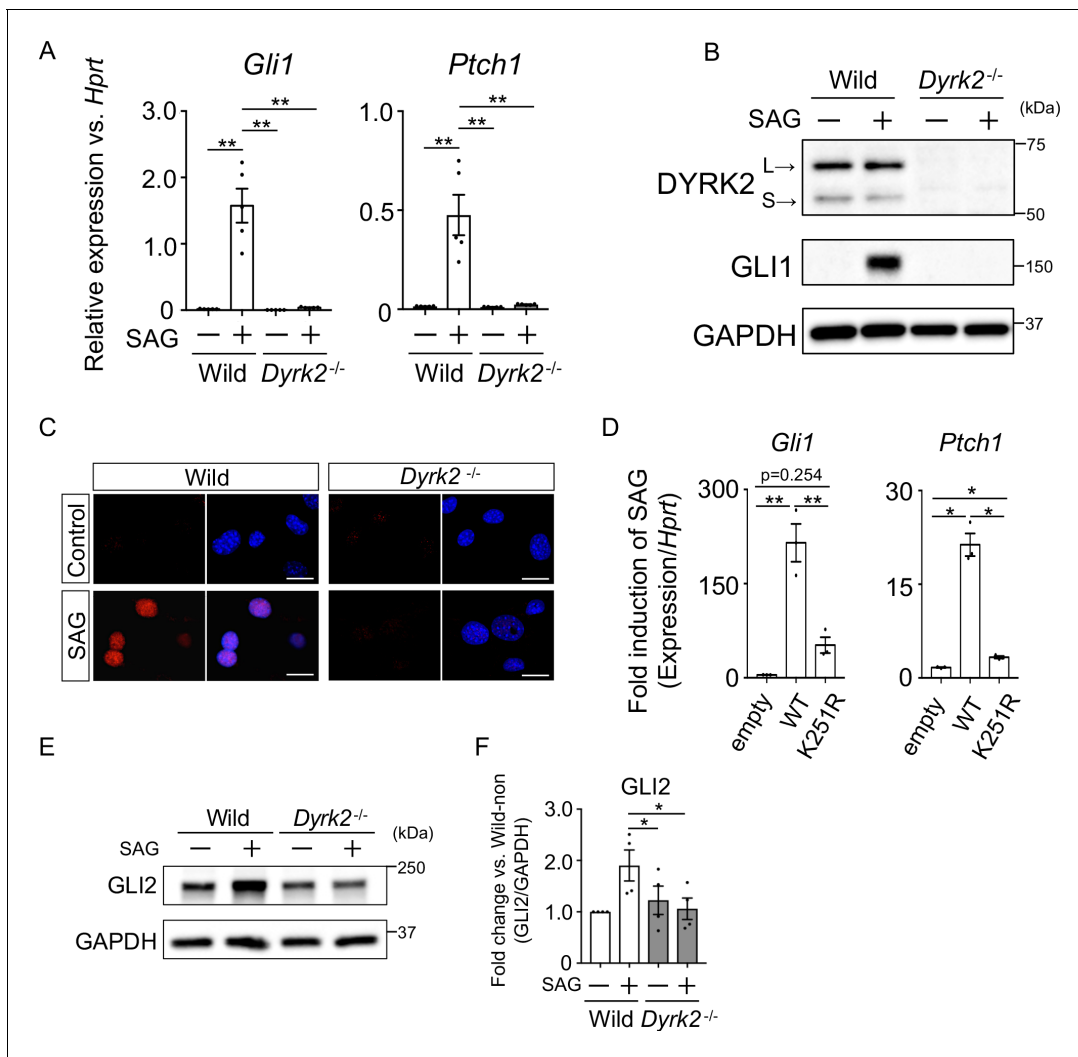 A
Gli1
Ptch1
Relative expression vs. Hprt
3.0
2.0
1.0
0
**
**
**
1.0
0.5
0
**
**
**
SAG
— + — +
— + — +
Wild Dyrk2-/-
Wild Dyrk2-/-
B
Wild Dyrk2-/-
(kDa)
SAG — + — +
DYRK2
L→
S→
75
50
GLI1
150
GAPDH
37
C
Wild
Dyrk2 -/-
Control
SAG
D
Gli1
Ptch1
Fold induction of SAG
(Expression/Hprt)
300
150
0
p=0.254
** **
empty
WT
K251R
30
15
0
*
* *
empty
WT
K251R
E
Wild Dyrk2-/-
(kDa)
SAG — + — +
GLI2
250
GAPDH
37
F
GLI2
Fold change vs. Wild-non
(GLI2/GAPDH)
3.0
2.0
1.0
0
*
*
SAG — + — +
Wild Dyrk2-/-